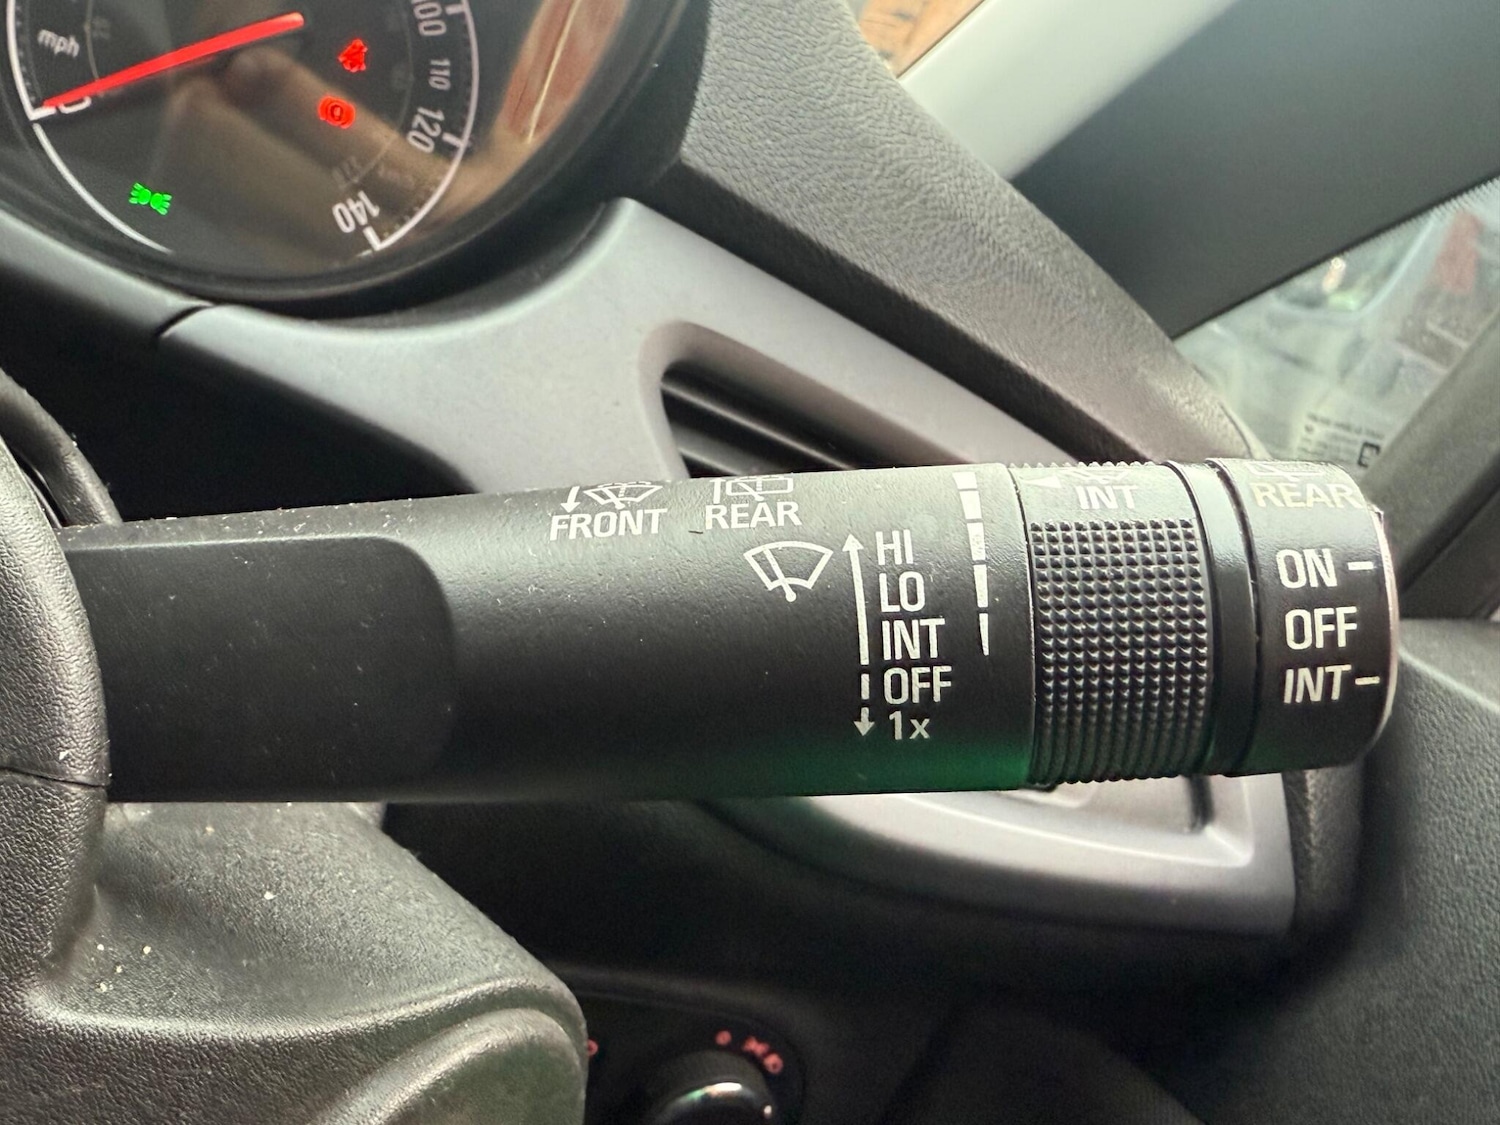 mph
100
110
120
140
FRONT
REAR
HI
LO
INT
OFF
1x
INT
REAR
ON
OFF
INT